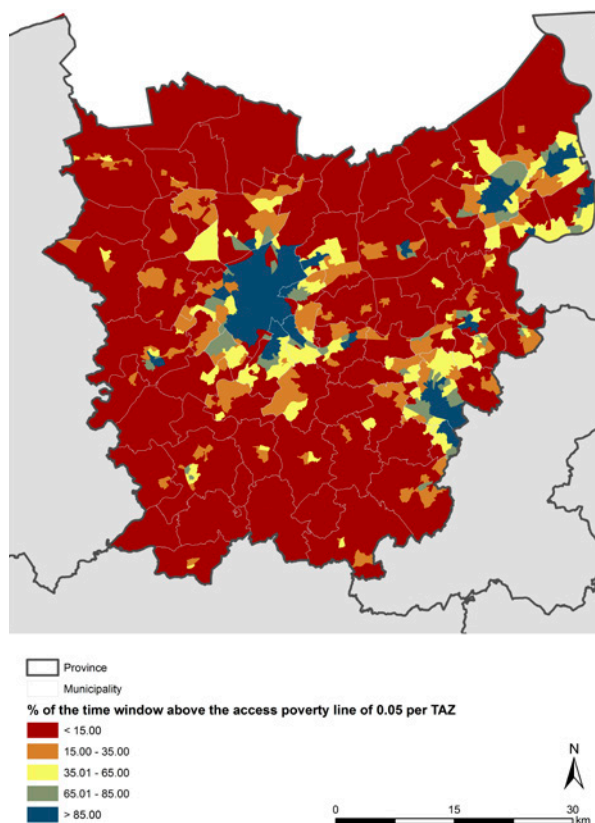 Province
Municipality
% of the time window above the access poverty line of 0.05 per TAZ
< 15.00
15.00 - 35.00
35.01 - 65.00
65.01 - 85.00
> 85.00
N
0 15 30
km